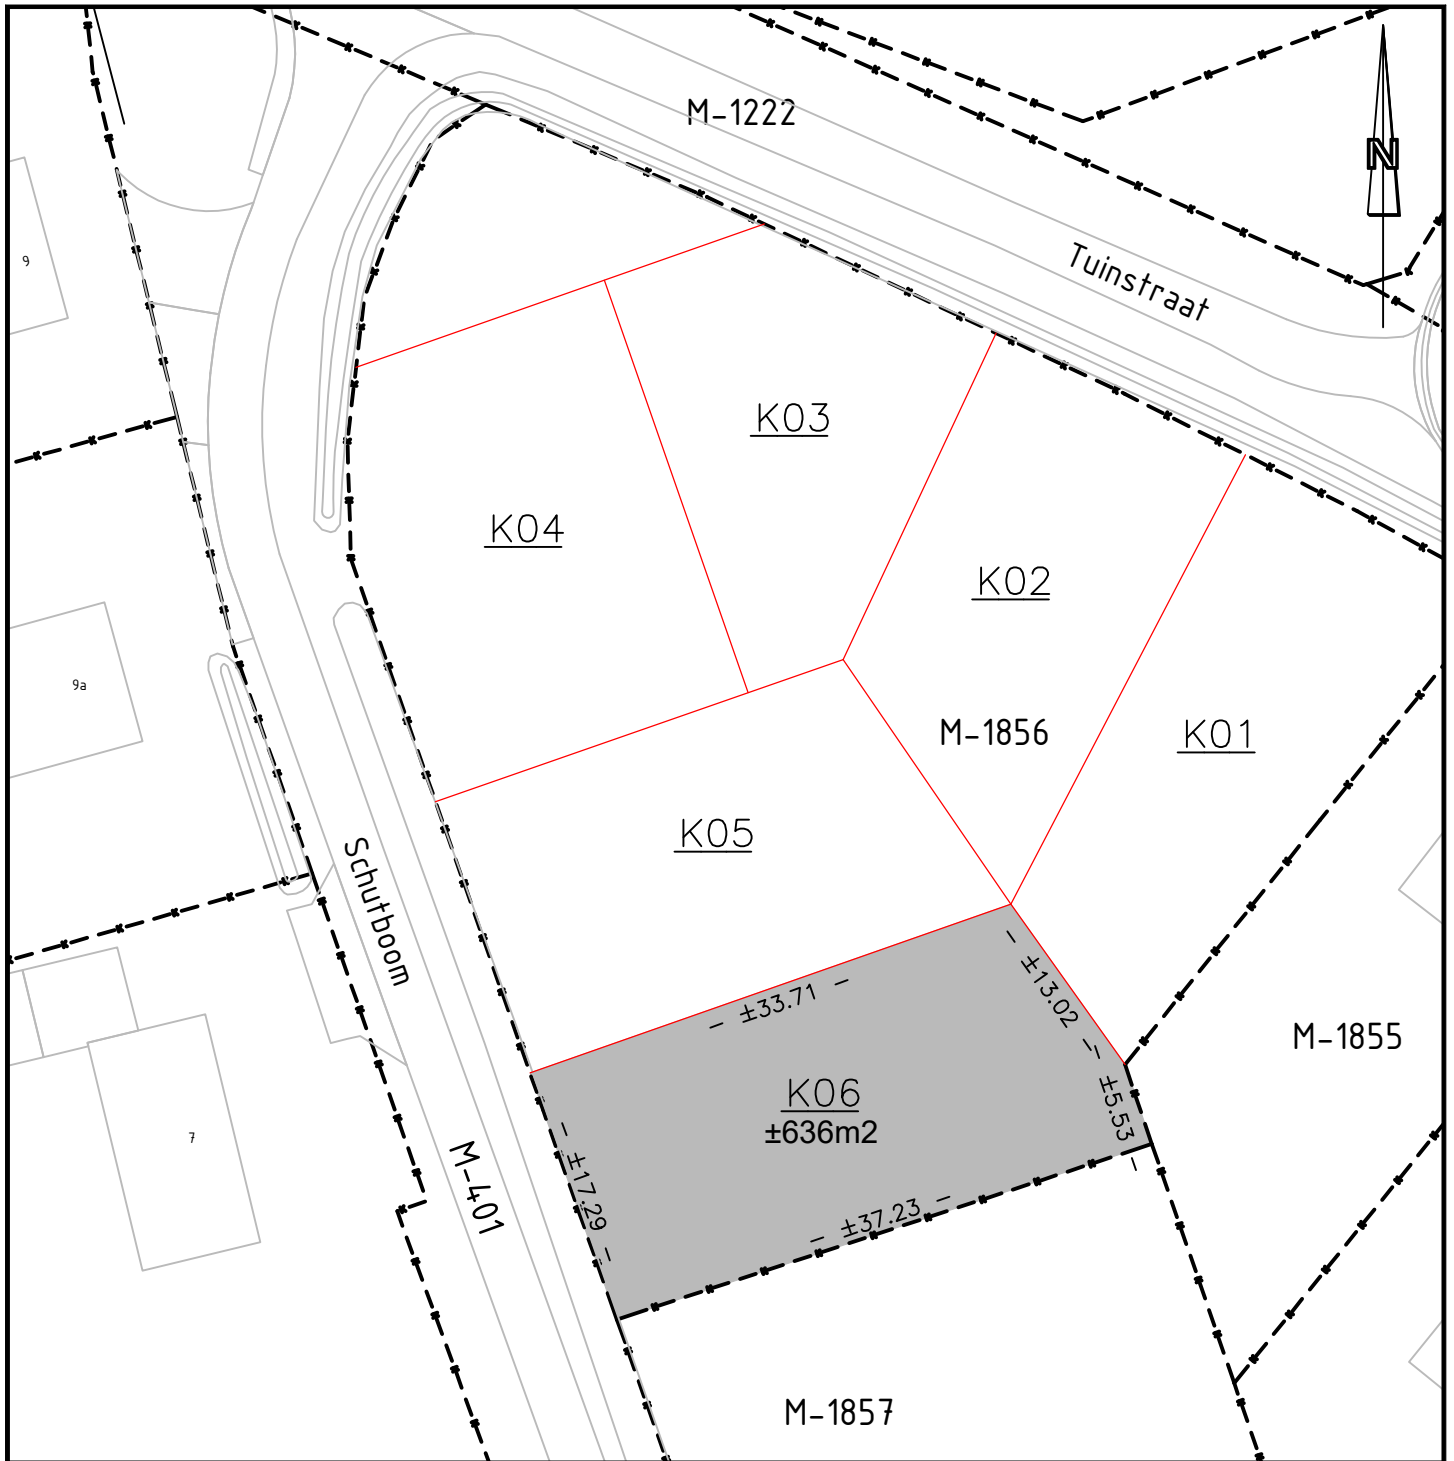 M-1222
N
9
Tuinstraat
K03
K04
K02
9a
M-1856
K01
K05
Schutboom
±33.71
±13.02
M-1855
K06
±636m2
±5.53
7
M-401
±17.29
±37.23
M-1857